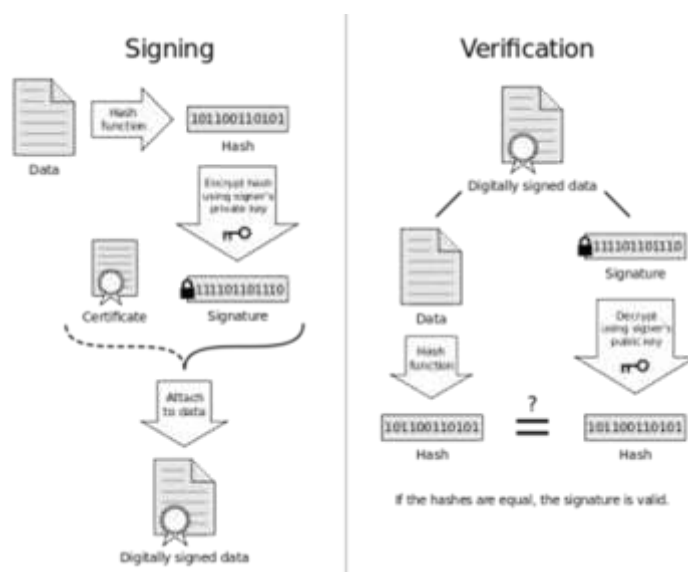 Signing
Hash
function
101100110101
Hash
Data
Encrypt hash
using signer's
private key
Certificate
111101101110
Signature
Attach
to data
Digitally signed data
Verification
Digitally signed data
Data
111101101110
Signature
Hash
function
Decrypt
using signer's
public key
101100110101
Hash
?
=
101100110101
Hash
If the hashes are equal, the signature is valid.